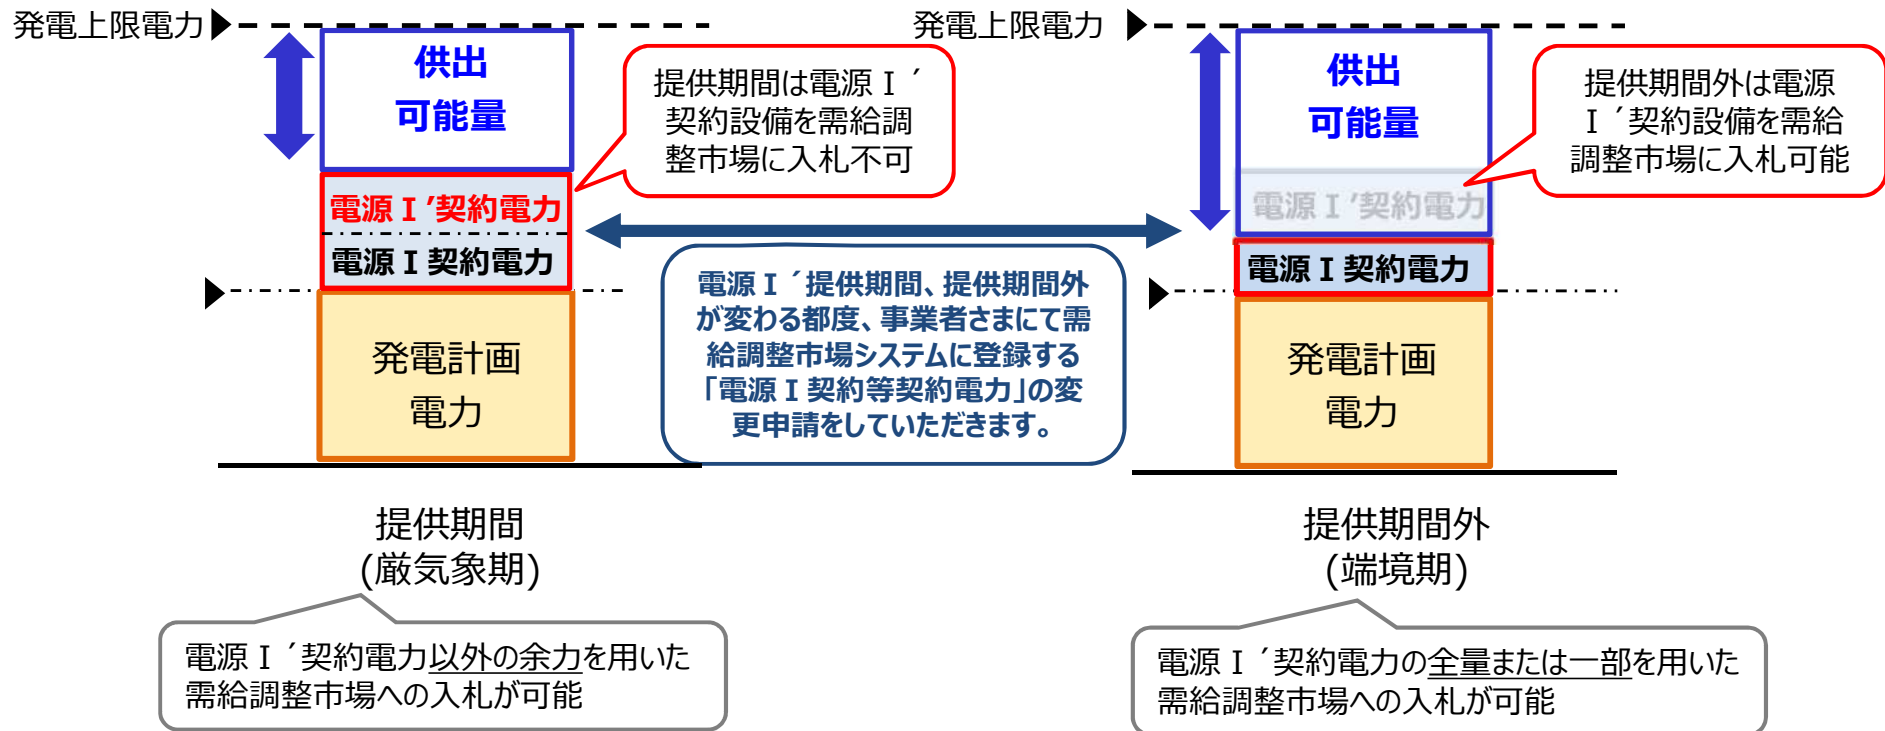 発電上限電力
供出
可能量
提供期間は電源Ⅰ´
契約設備を需給調
整市場に入札不可
電源Ⅰ’契約電力
電源Ⅰ契約電力
発電計画
電力
提供期間
(厳気象期)
電源Ⅰ´契約電力以外の余力を用いた
需給調整市場への入札が可能
電源Ⅰ´提供期間、提供期間外
が変わる都度、事業者さまにて需
給調整市場システムに登録する
「電源Ⅰ契約等契約電力」の変
更申請をしていただきます。
発電上限電力
供出
可能量
提供期間外は電源
Ⅰ´契約設備を需給
調整市場に入札可能
電源Ⅰ’契約電力
電源Ⅰ契約電力
発電計画
電力
提供期間外
(端境期)
電源Ⅰ´契約電力の全量または一部を用いた
需給調整市場への入札が可能